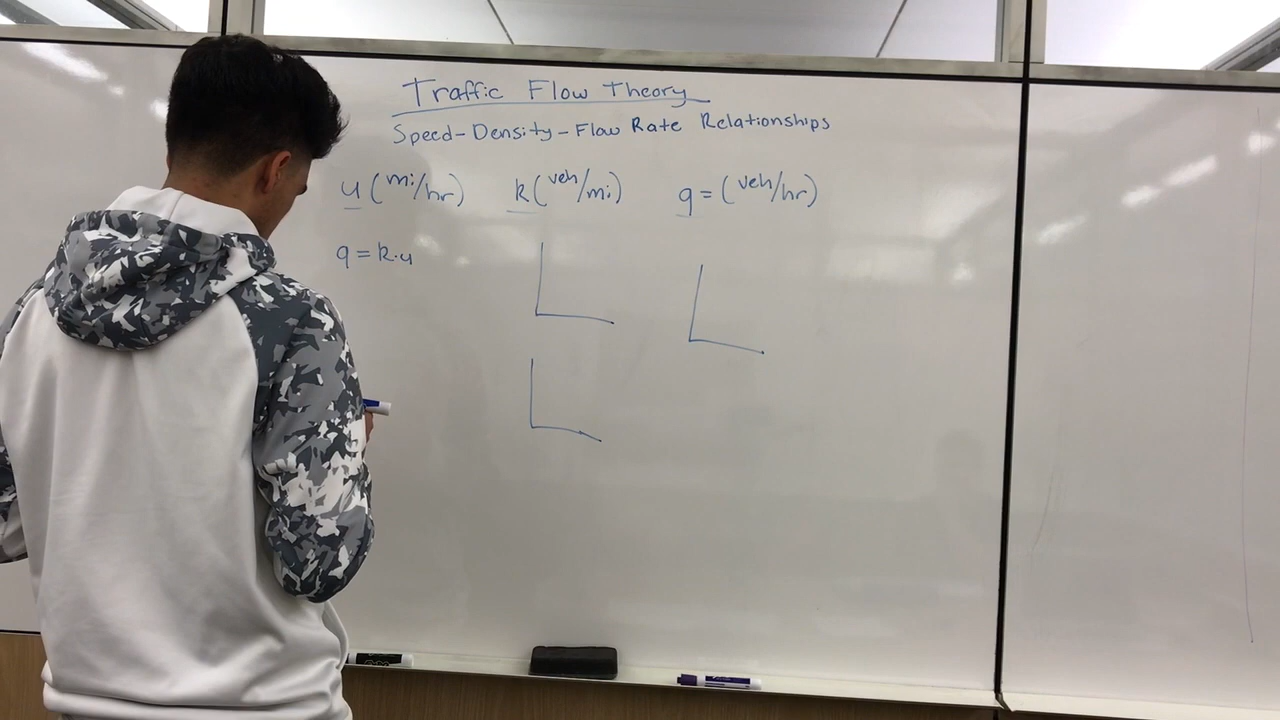 Traffic Flow Theory
Speed-Density-Flow Rate Relationships
u (mi/hr) k (veh/mi) q = (veh/hr)
q = k·u